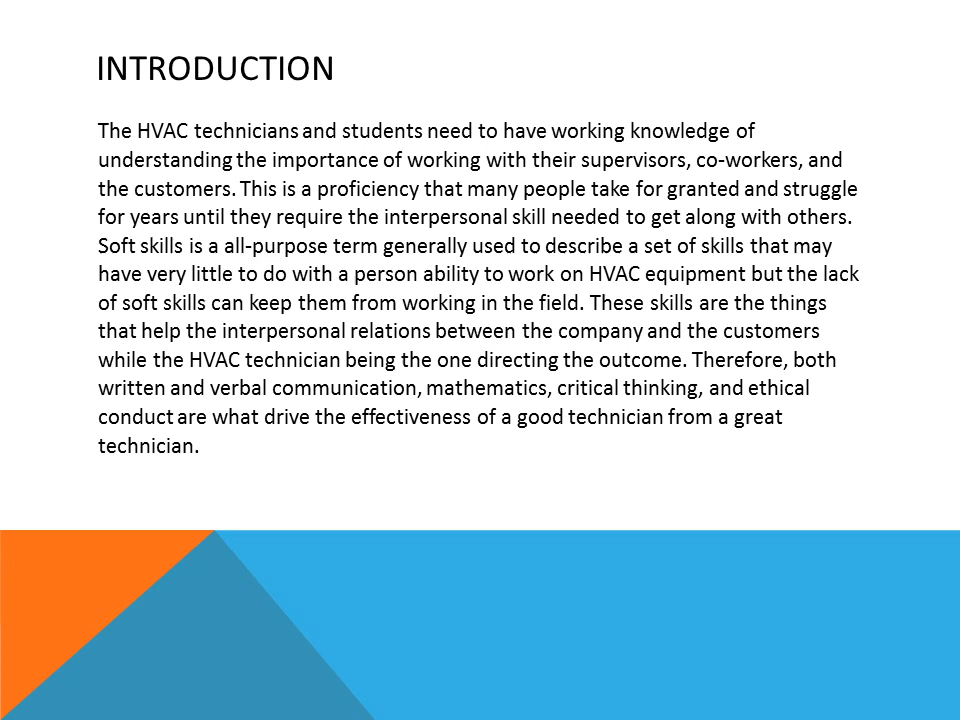 INTRODUCTION
The HVAC technicians and students need to have working knowledge of
understanding the importance of working with their supervisors, co-workers, and
the customers. This is a proficiency that many people take for granted and struggle
for years until they require the interpersonal skill needed to get along with others.
Soft skills is a all-purpose term generally used to describe a set of skills that may
have very little to do with a person ability to work on HVAC equipment but the lack
of soft skills can keep them from working in the field. These skills are the things
that help the interpersonal relations between the company and the customers
while the HVAC technician being the one directing the outcome. Therefore, both
written and verbal communication, mathematics, critical thinking, and ethical
conduct are what drive the effectiveness of a good technician from a great
technician.